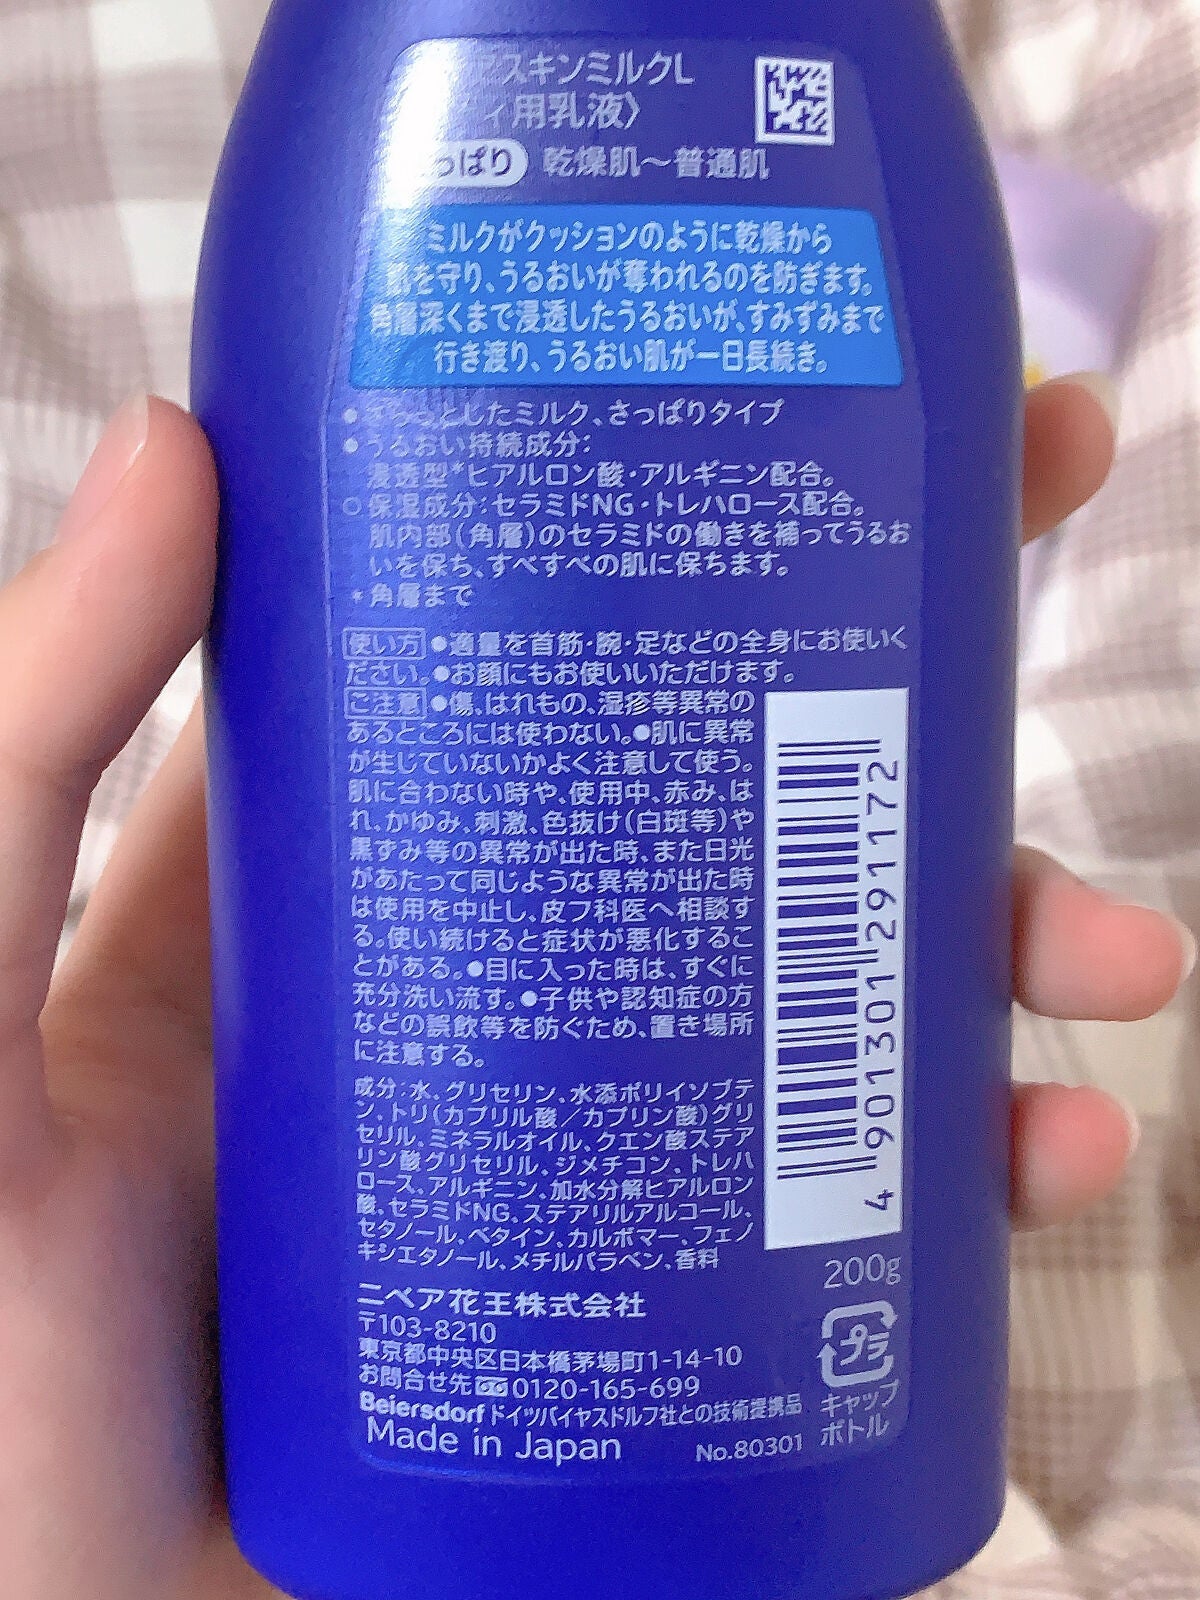 スキンミルクL
用乳液〉
っぱり 乾燥肌～普通肌
ミルクがクッションのように乾燥から
肌を守り、うるおいが奪われるのを防ぎます。
角層深くまで浸透したうるおいが、すみずみまで
行き渡り、うるおい肌が一日長続き。
●さらっとしたミルク、さっぱりタイプ
●うるおい持続成分:
浸透型*ヒアルロン酸・アルギニン配合。
○保湿成分:セラミドNG・トレハロース配合。
肌内部(角層)のセラミドの働きを補ってうるお
いを保ち、すべすべの肌に保ちます。
*角層まで
使い方 ●適量を首筋・腕・足などの全身にお使いく
ださい。●お顔にもお使いいただけます。
ご注意 ●傷、はれもの、湿疹等異常の
あるところには使わない。●肌に異常
が生じていないかよく注意して使う。
肌に合わない時や、使用中、赤み、は
れ、かゆみ、刺激、色抜け(白斑等)や
黒ずみ等の異常が出た時、また日光
があたって同じような異常が出た時
は使用を中止し、皮フ科医へ相談す
る。使い続けると症状が悪化するこ
とがある。●目に入った時は、すぐに
充分洗い流す。●子供や認知症の方
などの誤飲等を防ぐため、置き場所
に注意する。
成分:水、グリセリン、水添ポリイソブテ
ン、トリ(カプリル酸/カプリン酸)グリ
セリル、ミネラルオイル、クエン酸ステア
リン酸グリセリル、ジメチコン、トレハ
ロース、アルギニン、加水分解ヒアルロン
酸、セラミドNG、ステアリルアルコール、
セタノール、ベタイン、カルボマー、フェノ
キシエタノール、メチルパラベン、香料
4901301291172
200g
プラ
キャップ
ボトル
ニベア花王株式会社
〒103-8210
東京都中央区日本橋茅場町1-14-10
お問合せ先 0120-165-699
Beiersdorf ドイツバイヤスドルフ社との技術提携品
Made in Japan No.80301